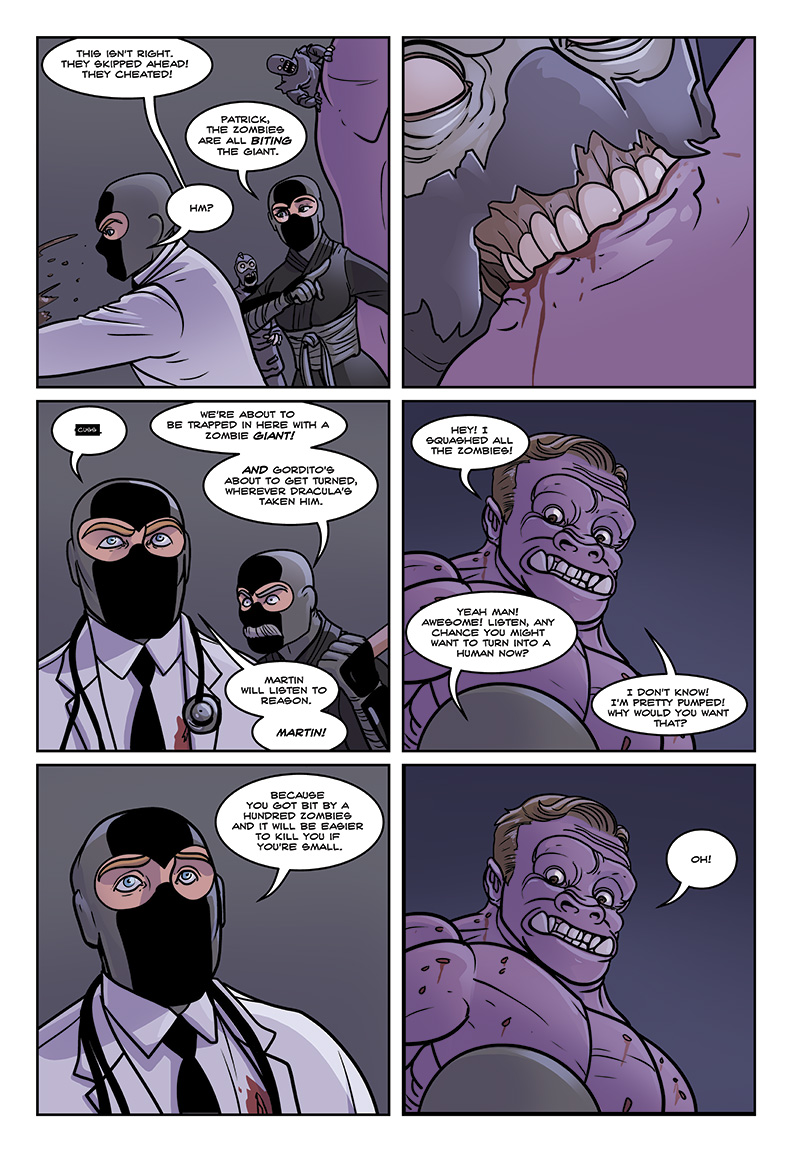 THIS ISN'T RIGHT.
THEY SKIPPED AHEAD!
THEY CHEATED!
PATRICK,
THE ZOMBIES
ARE ALL BITING
THE GIANT.
HM?
CUSS
WE'RE ABOUT TO
BE TRAPPED IN HERE WITH A
ZOMBIE GIANT!
AND GORDITO'S
ABOUT TO GET TURNED,
WHEREVER DRACULA'S
TAKEN HIM.
MARTIN
WILL LISTEN TO
REASON.
MARTIN!
HEY! I
SQUASHED ALL
THE ZOMBIES!
YEAH MAN!
AWESOME! LISTEN, ANY
CHANCE YOU MIGHT
WANT TO TURN INTO A
HUMAN NOW?
I DON'T KNOW!
I'M PRETTY PUMPED!
WHY WOULD YOU WANT
THAT?
BECAUSE
YOU GOT BIT BY A
HUNDRED ZOMBIES
AND IT WILL BE EASIER
TO KILL YOU IF
YOU'RE SMALL.
OH!